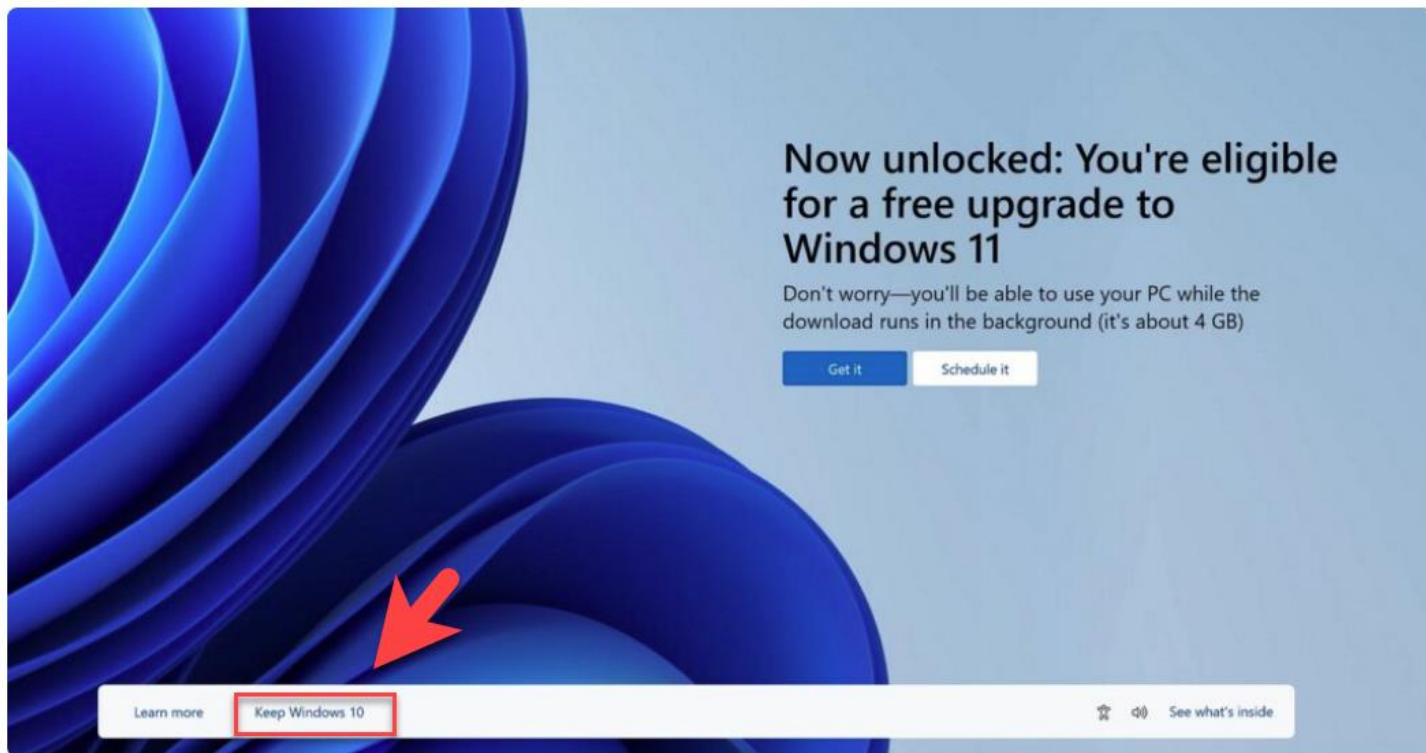 Now unlocked: You're eligible
for a free upgrade to
Windows 11
Don't worry—you'll be able to use your PC while the
download runs in the background (it's about 4 GB)
Get it Schedule it
Learn more Keep Windows 10 See what's inside